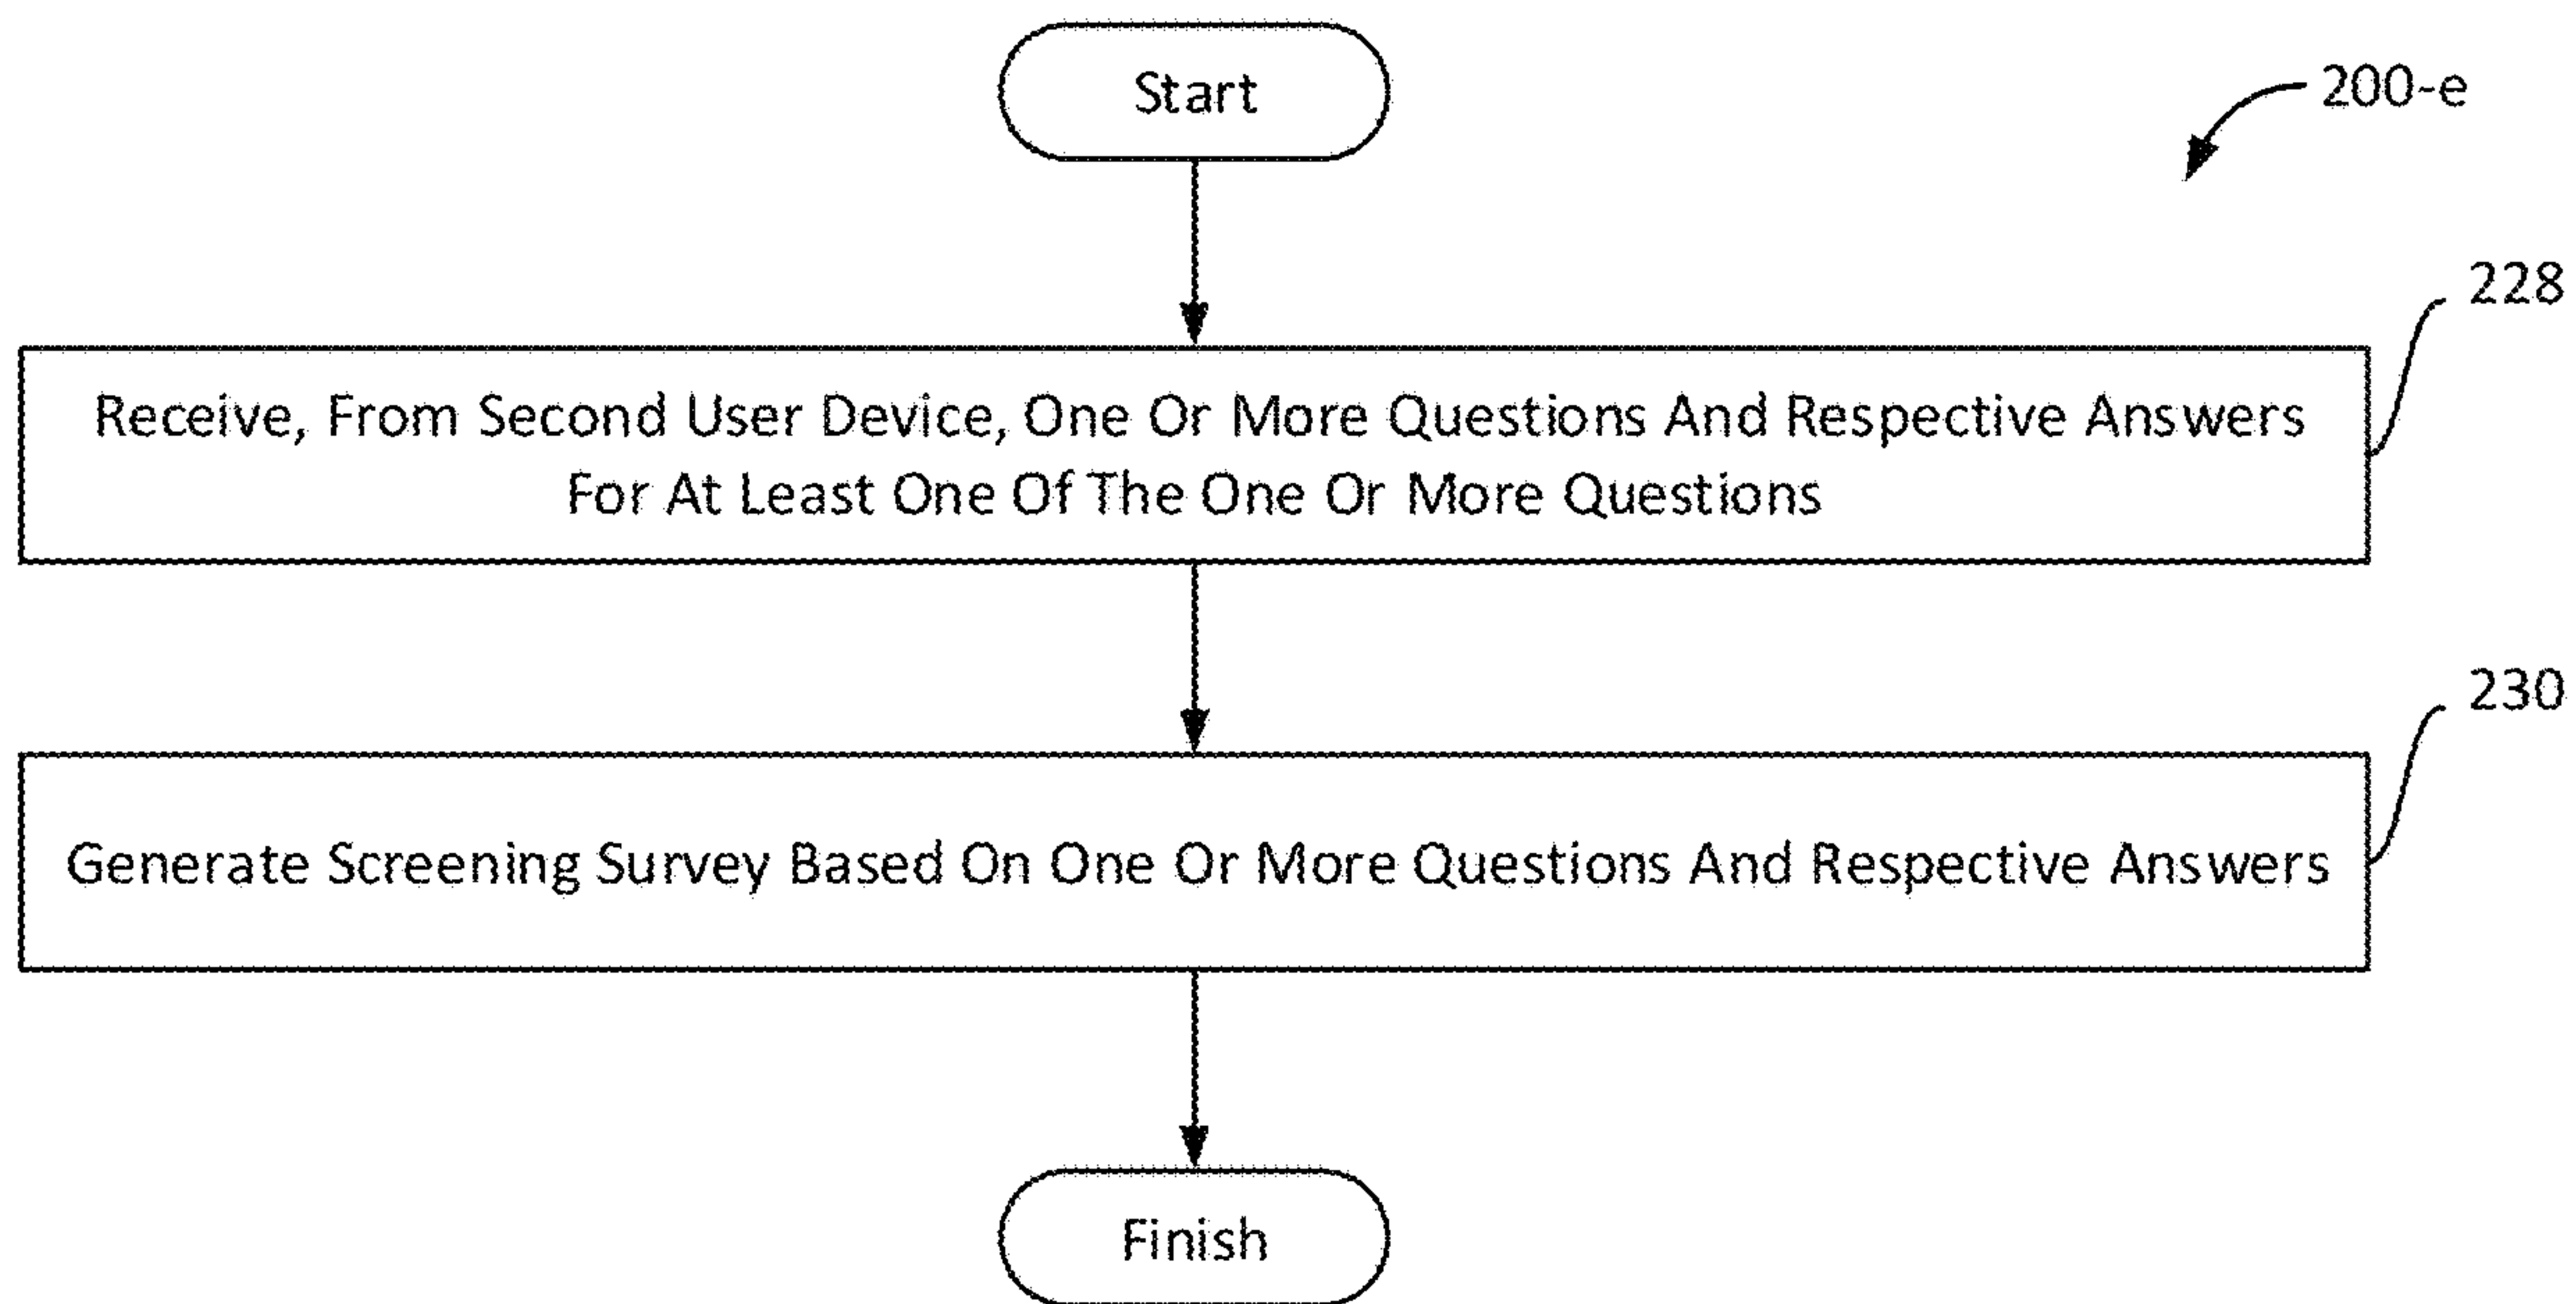 Start
200-e
228
Receive, From Second User Device, One Or More Questions And Respective Answers
For At Least One Of The One Or More Questions
230
Generate Screening Survey Based On One Or More Questions And Respective Answers
Finish